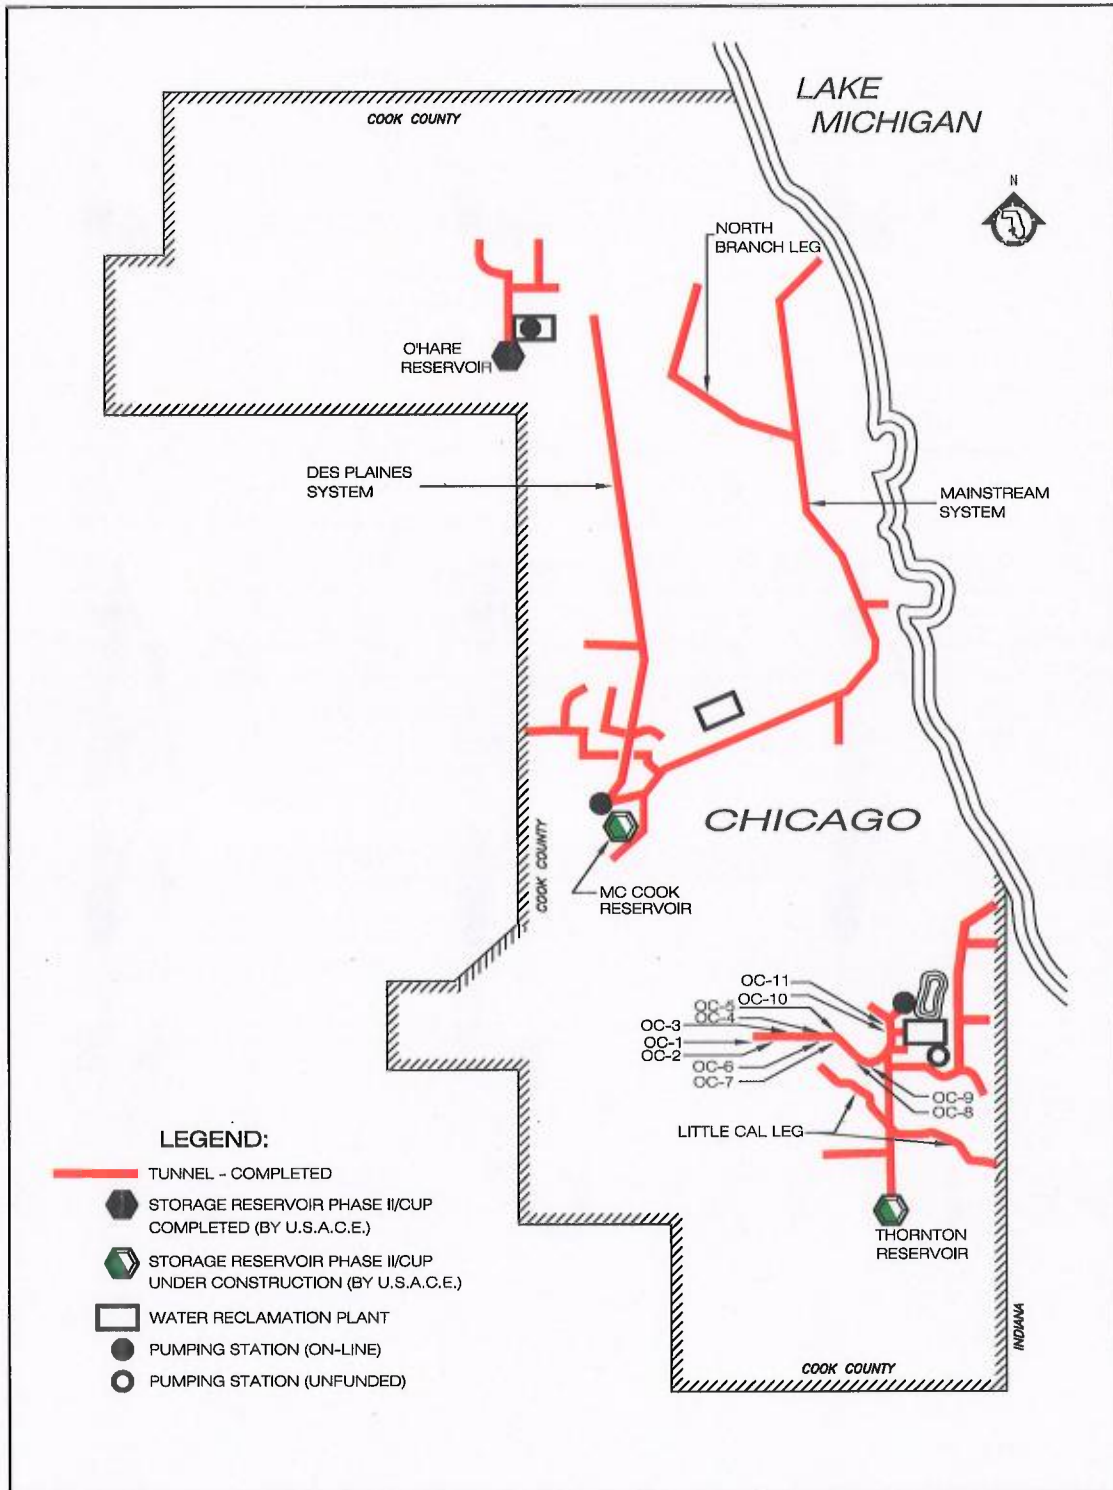 LAKE
MICHIGAN
COOK COUNTY
N
NORTH
BRANCH LEG
O'HARE
RESERVOIR
DES PLAINES
SYSTEM
MAINSTREAM
SYSTEM
CHICAGO
COOK COUNTY
MC COOK
RESERVOIR
OC-11
OC-5
OC-10
OC-4
OC-3
OC-1
OC-2
OC-6
OC-7
OC-9
OC-8
LITTLE CAL LEG
THORNTON
RESERVOIR
INDIANA
COOK COUNTY
LEGEND:
TUNNEL - COMPLETED
STORAGE RESERVOIR PHASE II/CUP
COMPLETED (BY U.S.A.C.E.)
STORAGE RESERVOIR PHASE II/CUP
UNDER CONSTRUCTION (BY U.S.A.C.E.)
WATER RECLAMATION PLANT
PUMPING STATION (ON-LINE)
PUMPING STATION (UNFUNDED)